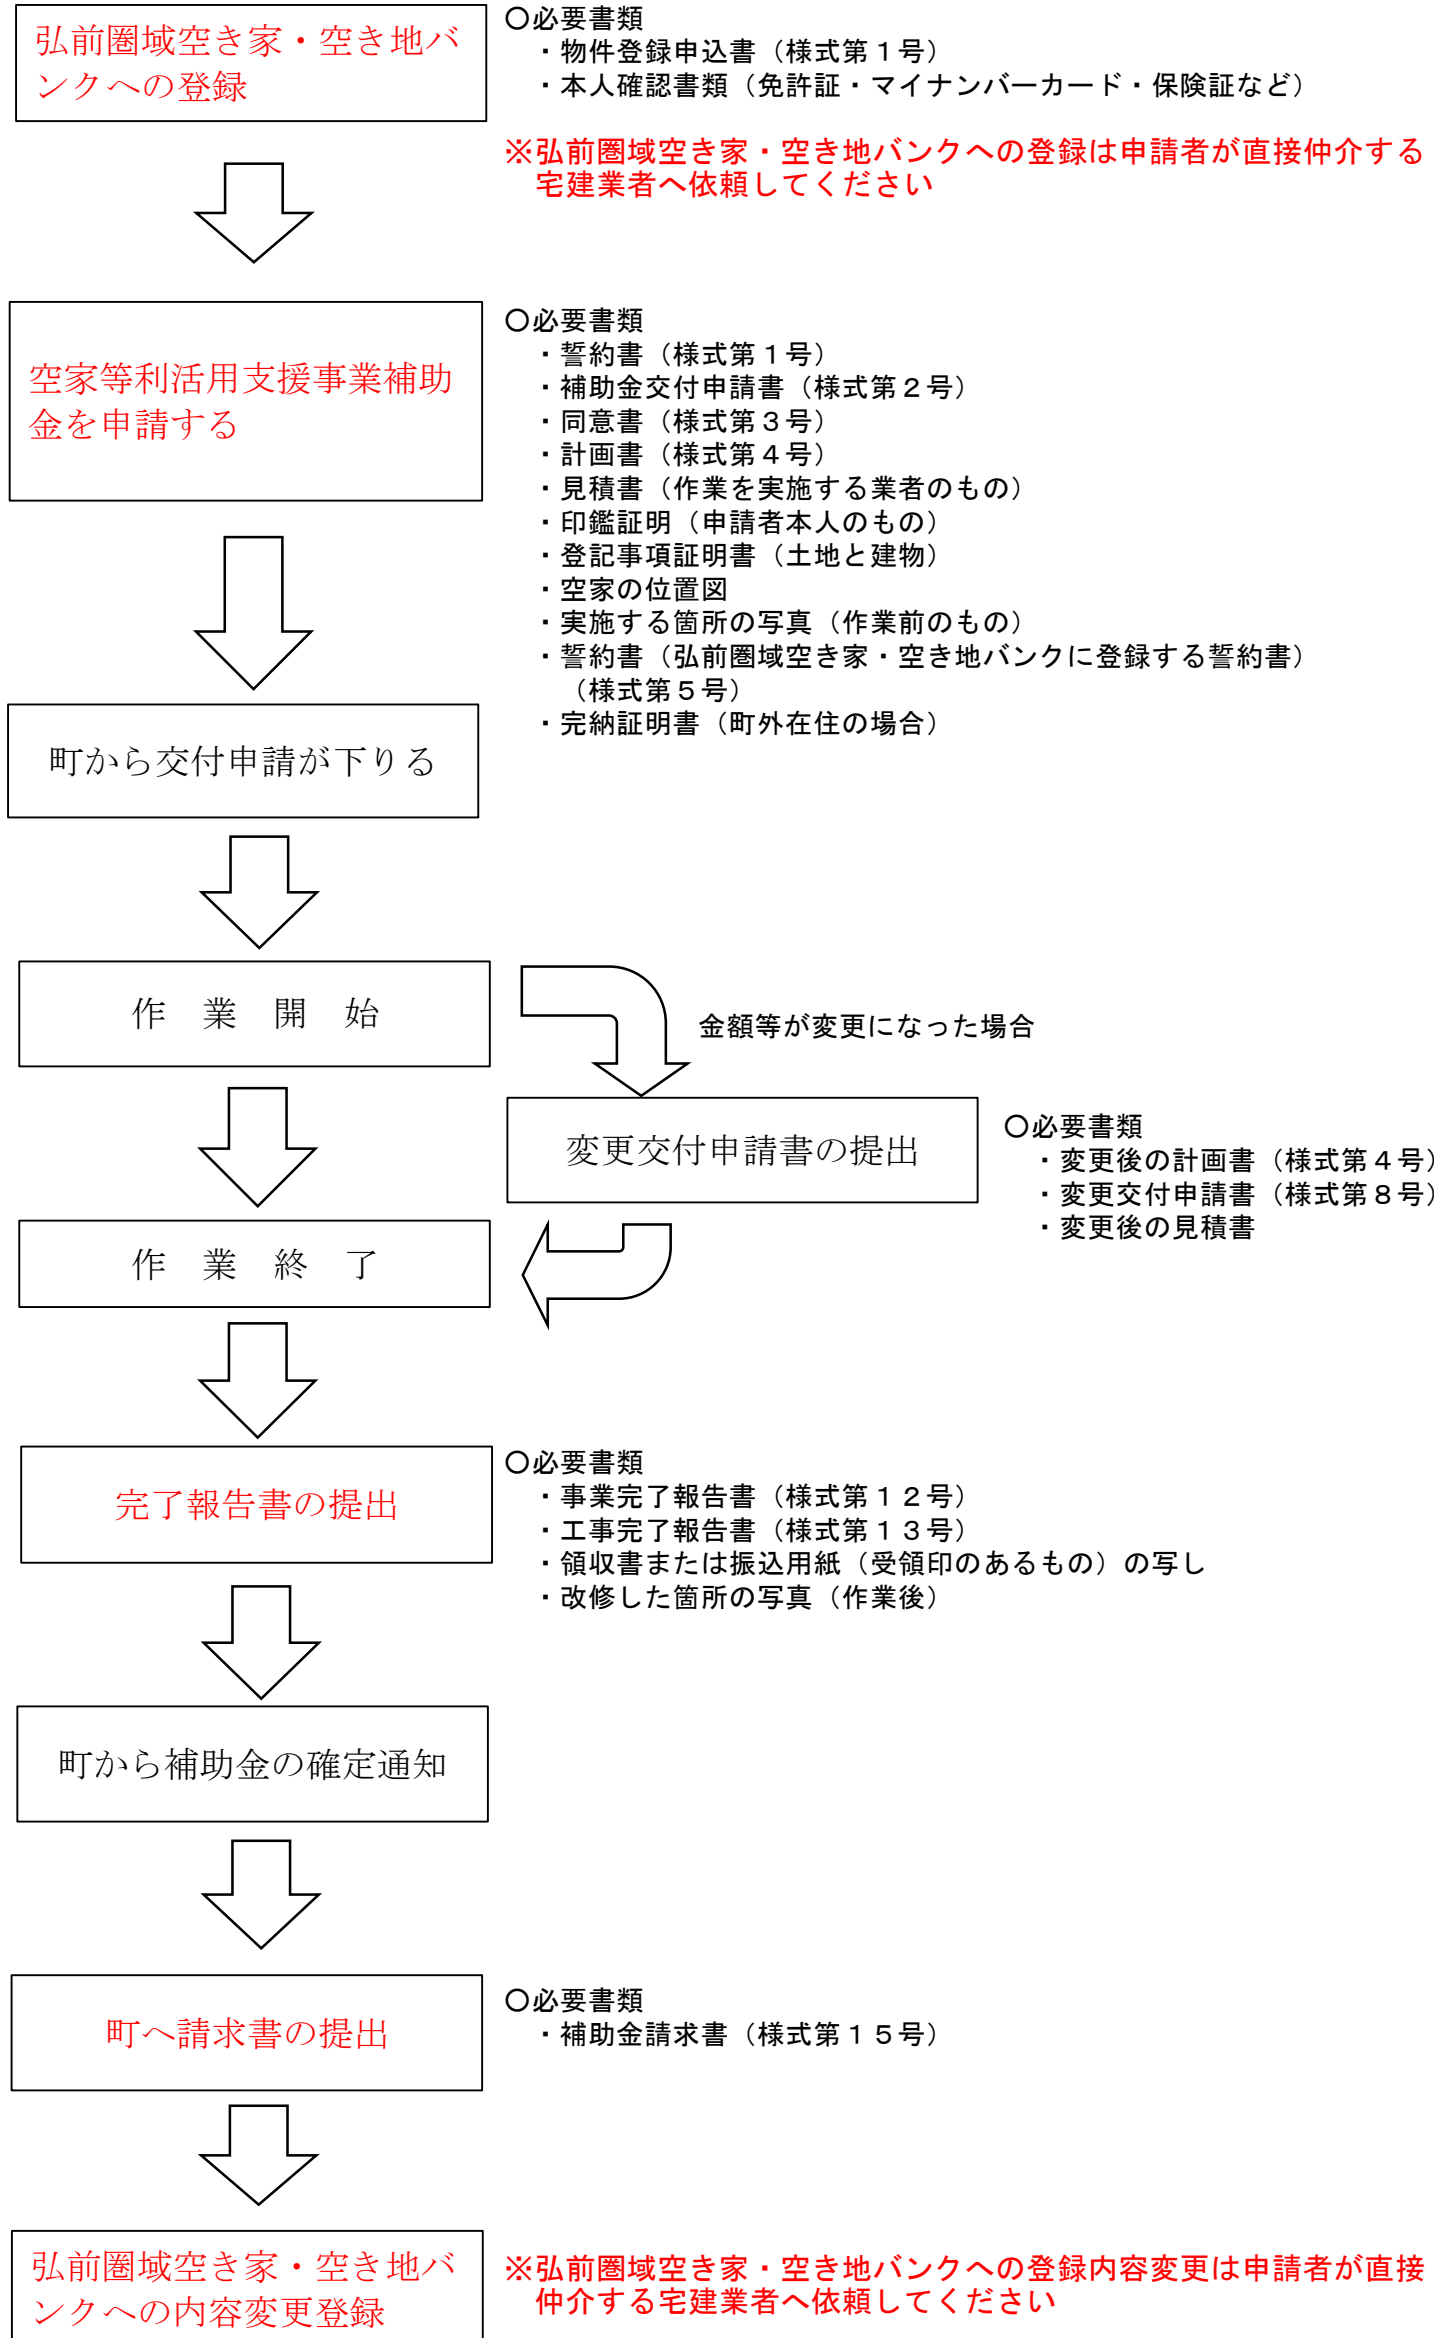 弘前圏域空き家・空き地バ
ンクへの登録
〇必要書類
・物件登録申込書（様式第１号）
・本人確認書類（免許証・マイナンバーカード・保険証など）
※弘前圏域空き家・空き地バンクへの登録は申請者が直接仲介する
宅建業者へ依頼してください
空家等利活用支援事業補助
金を申請する
〇必要書類
・誓約書（様式第１号）
・補助金交付申請書（様式第２号）
・同意書（様式第３号）
・計画書（様式第４号）
・見積書（作業を実施する業者のもの）
・印鑑証明（申請者本人のもの）
・登記事項証明書（土地と建物）
・空家の位置図
・実施する箇所の写真（作業前のもの）
・誓約書（弘前圏域空き家・空き地バンクに登録する誓約書）
（様式第５号）
・完納証明書（町外在住の場合）
町から交付申請が下りる
作　業　開　始
金額等が変更になった場合
変更交付申請書の提出
〇必要書類
・変更後の計画書（様式第４号）
・変更交付申請書（様式第８号）
・変更後の見積書
作　業　終　了
完了報告書の提出
〇必要書類
・事業完了報告書（様式第１２号）
・工事完了報告書（様式第１３号）
・領収書または振込用紙（受領印のあるもの）の写し
・改修した箇所の写真（作業後）
町から補助金の確定通知
町へ請求書の提出
〇必要書類
・補助金請求書（様式第１５号）
弘前圏域空き家・空き地バ
ンクへの内容変更登録
※弘前圏域空き家・空き地バンクへの登録内容変更は申請者が直接
仲介する宅建業者へ依頼してください